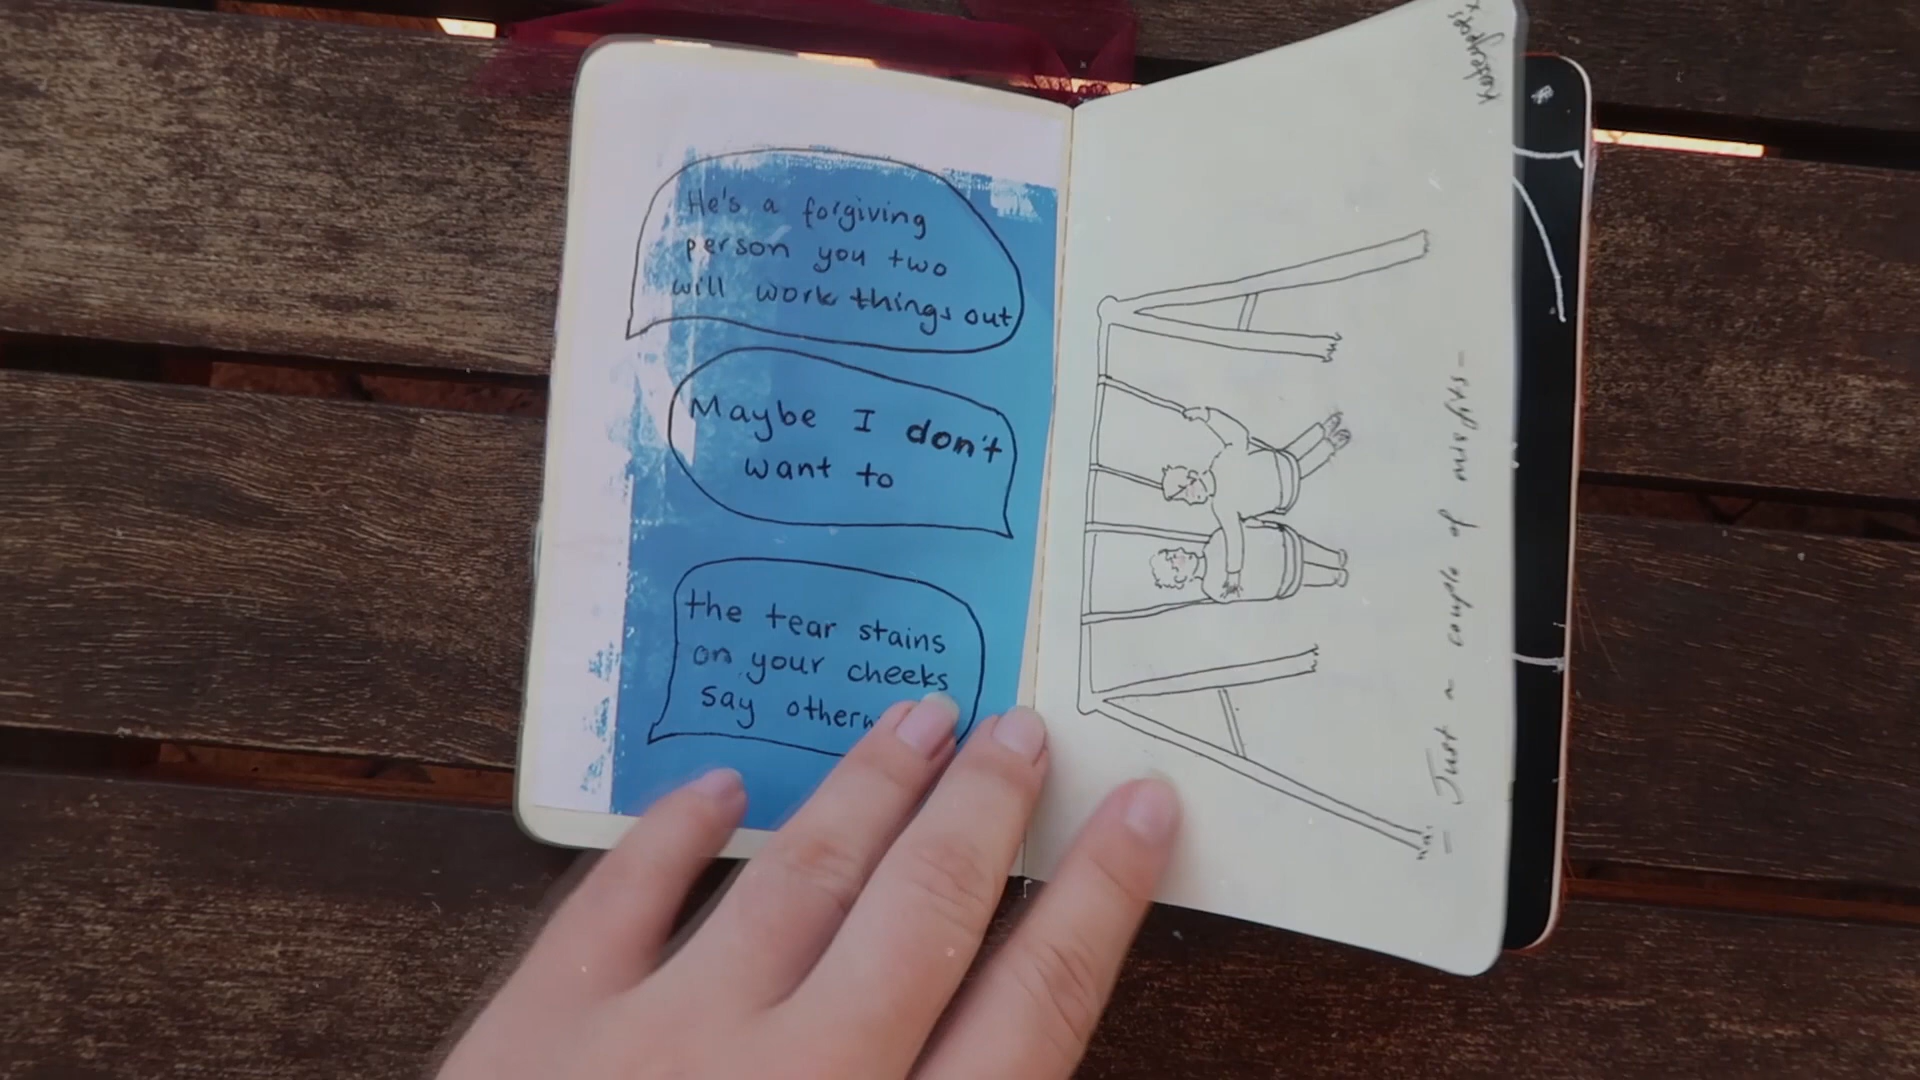 He's a forgiving
person you two
will work things out
Maybe I don't
want to
the tear stains
on your cheeks
say
- Just a couple of misfits -